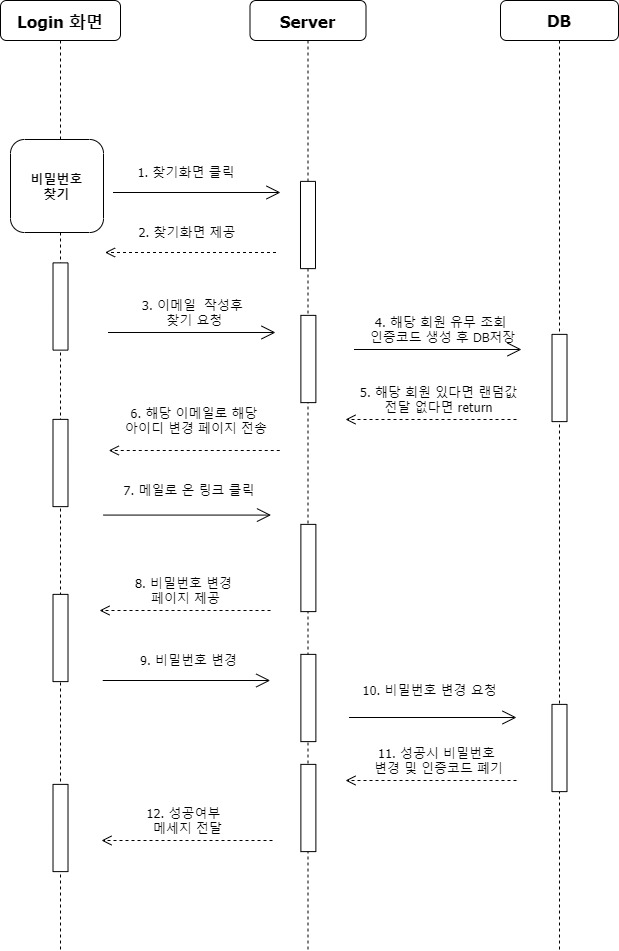 Login 화면
Server
DB
비밀번호
찾기
1. 찾기화면 클릭
2. 찾기화면 제공
3. 이메일 작성후
찾기 요청
4. 해당 회원 유무 조회
인증코드 생성 후 DB저장
5. 해당 회원 있다면 랜덤값
전달 없다면 return
6. 해당 이메일로 해당
아이디 변경 페이지 전송
7. 메일로 온 링크 클릭
8. 비밀번호 변경
페이지 제공
9. 비밀번호 변경
10. 비밀번호 변경 요청
11. 성공시 비밀번호
변경 및 인증코드 폐기
12. 성공여부
메세지 전달